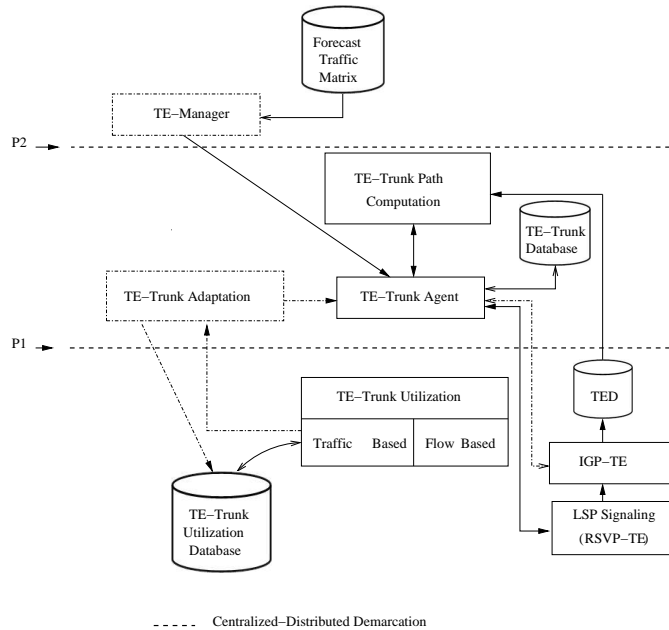 Forecast
Traffic
Matrix
TE−Manager
P2
TE−Trunk Path
Computation
TE−Trunk
Database
TE−Trunk Adaptation
TE−Trunk Agent
P1
TE−Trunk Utilization
TED
Traffic Based
Flow Based
IGP−TE
TE−Trunk
Utilization
Database
LSP Signaling
(RSVP−TE)
Centralized−Distributed Demarcation